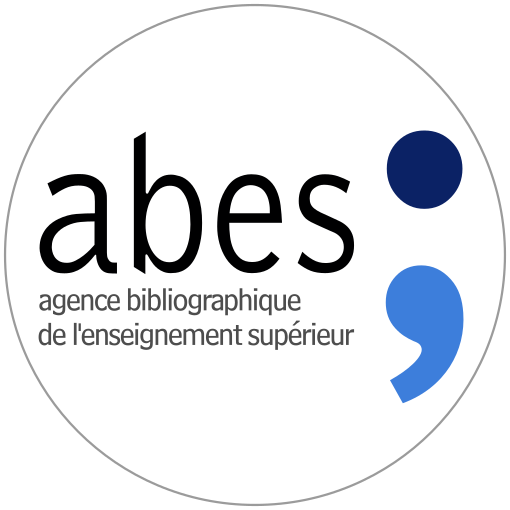 abes
agence bibliographique
de l'enseignement supérieur